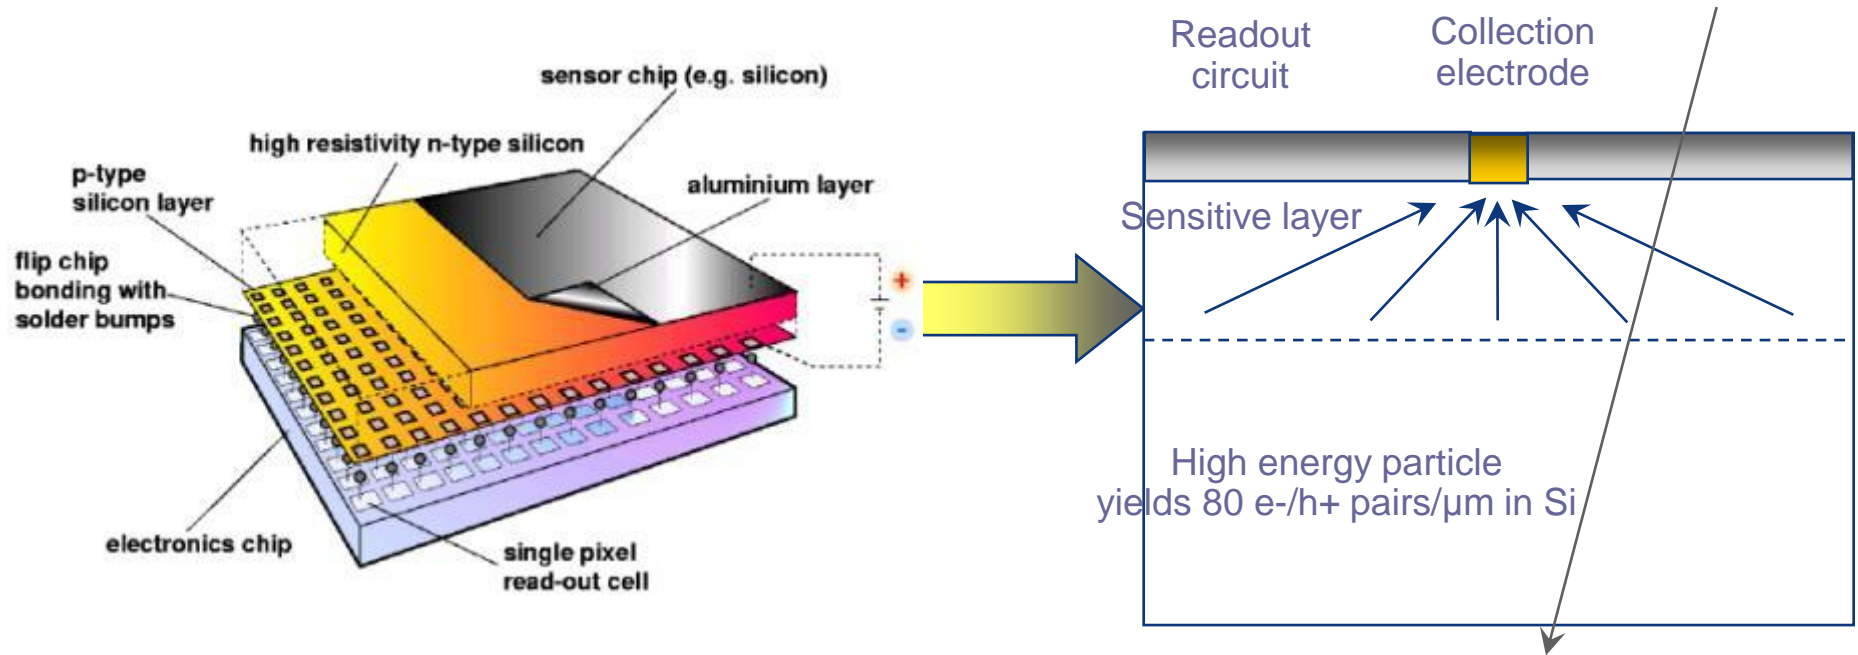 sensor chip (e.g. silicon)
high resistivity n-type silicon
p-type
silicon layer
aluminium layer
flip chip
bonding with
solder bumps
+
-
electronics chip
single pixel
read-out cell
Readout
circuit
Collection
electrode
Sensitive layer
High energy particle
yields 80 e-/h+ pairs/µm in Si